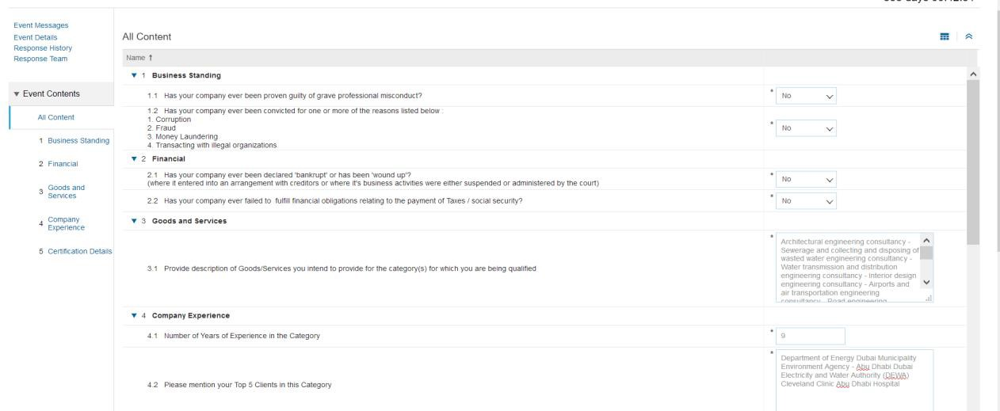 Event Messages
Event Details
Response History
Response Team
Event Contents
All Content
1 Business Standing
2 Financial
3 Goods and
Services
4 Company
Experience
5 Certification Details
All Content
Name ↑
1 Business Standing
1.1 Has your company ever been proven guilty of grave professional misconduct?
* No
1.2 Has your company ever been convicted for one or more of the reasons listed below :
1. Corruption
2. Fraud
3. Money Laundering
4. Transacting with illegal organizations
* No
2 Financial
2.1 Has your company ever been declared 'bankrupt' or has been 'wound up'?
(where it entered into an arrangement with creditors or where it's business activities were either suspended or administered by the court)
* No
2.2 Has your company ever failed to fulfill financial obligations relating to the payment of Taxes / social security?
* No
3 Goods and Services
3.1 Provide description of Goods/Services you intend to provide for the category(s) for which you are being qualified
* Architectural engineering consultancy -
Sewerage and collecting and disposing of
wasted water engineering consultancy -
Water transmission and distribution
engineering consultancy - Interior design
engineering consultancy - Airports and
air transportation engineering
consultancy - Road engineering
4 Company Experience
4.1 Number of Years of Experience in the Category
* 9
4.2 Please mention your Top 5 Clients in this Category
* Department of Energy Dubai Municipality
Environment Agency - Abu Dhabi Dubai
Electricity and Water Authority (DEWA)
Cleveland Clinic Abu Dhabi Hospital